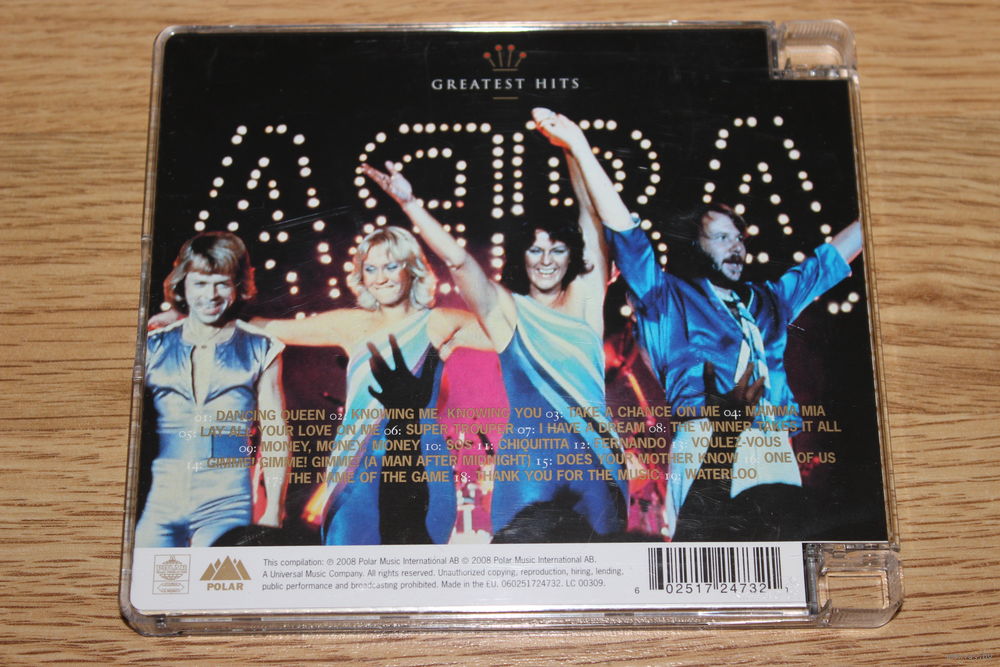 GREATEST HITS
ABBA
01: DANCING QUEEN 02: KNOWING ME, KNOWING YOU 03: TAKE A CHANCE ON ME 04: MAMMA MIA
05: LAY ALL YOUR LOVE ON ME 06: SUPER TROUPER 07: I HAVE A DREAM 08: THE WINNER TAKES IT ALL
09: MONEY, MONEY, MONEY 10: SOS 11: CHIQUITITA 12: FERNANDO 13: VOULEZ-VOUS
14: GIMME! GIMME! GIMME! (A MAN AFTER MIDNIGHT) 15: DOES YOUR MOTHER KNOW 16: ONE OF US
17: THE NAME OF THE GAME 18: THANK YOU FOR THE MUSIC 19: WATERLOO
POLAR
This compilation: ℗ 2008 Polar Music International AB © 2008 Polar Music International AB.
A Universal Music Company. All rights reserved. Unauthorized copying, reproduction, hiring, lending,
public performance and broadcasting prohibited. Made in the EU. 060251724732. LC 00309.
6 02517 24732 1